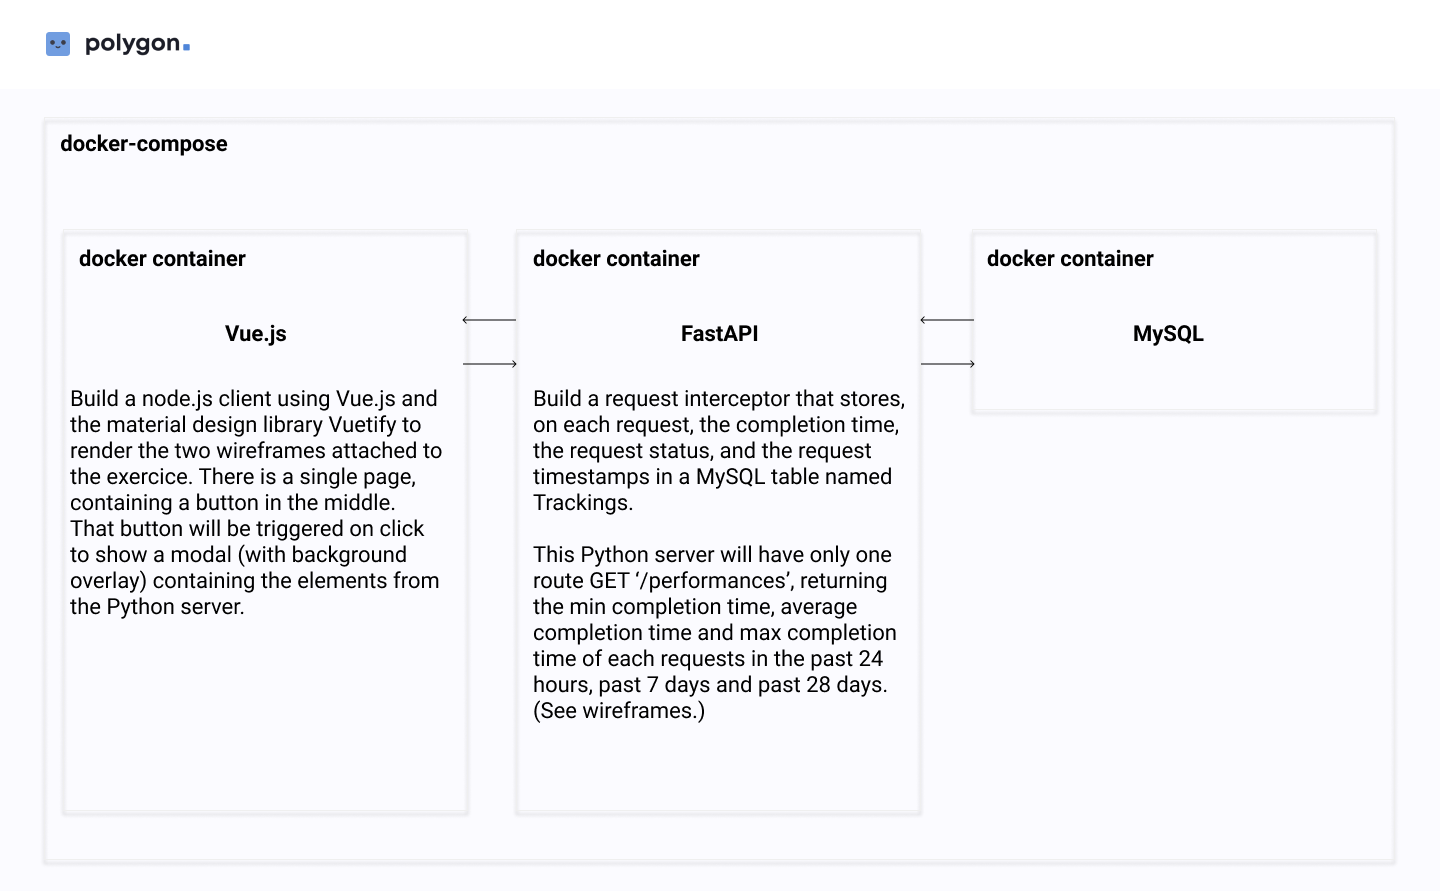 polygon.
docker-compose
docker container
Vue.js
Build a node.js client using Vue.js and
the material design library Vuetify to
render the two wireframes attached to
the exercice. There is a single page,
containing a button in the middle.
That button will be triggered on click
to show a modal (with background
overlay) containing the elements from
the Python server.
docker container
FastAPI
Build a request interceptor that stores,
on each request, the completion time,
the request status, and the request
timestamps in a MySQL table named
Trackings.
This Python server will have only one
route GET ‘/performances’, returning
the min completion time, average
completion time and max completion
time of each requests in the past 24
hours, past 7 days and past 28 days.
(See wireframes.)
docker container
MySQL